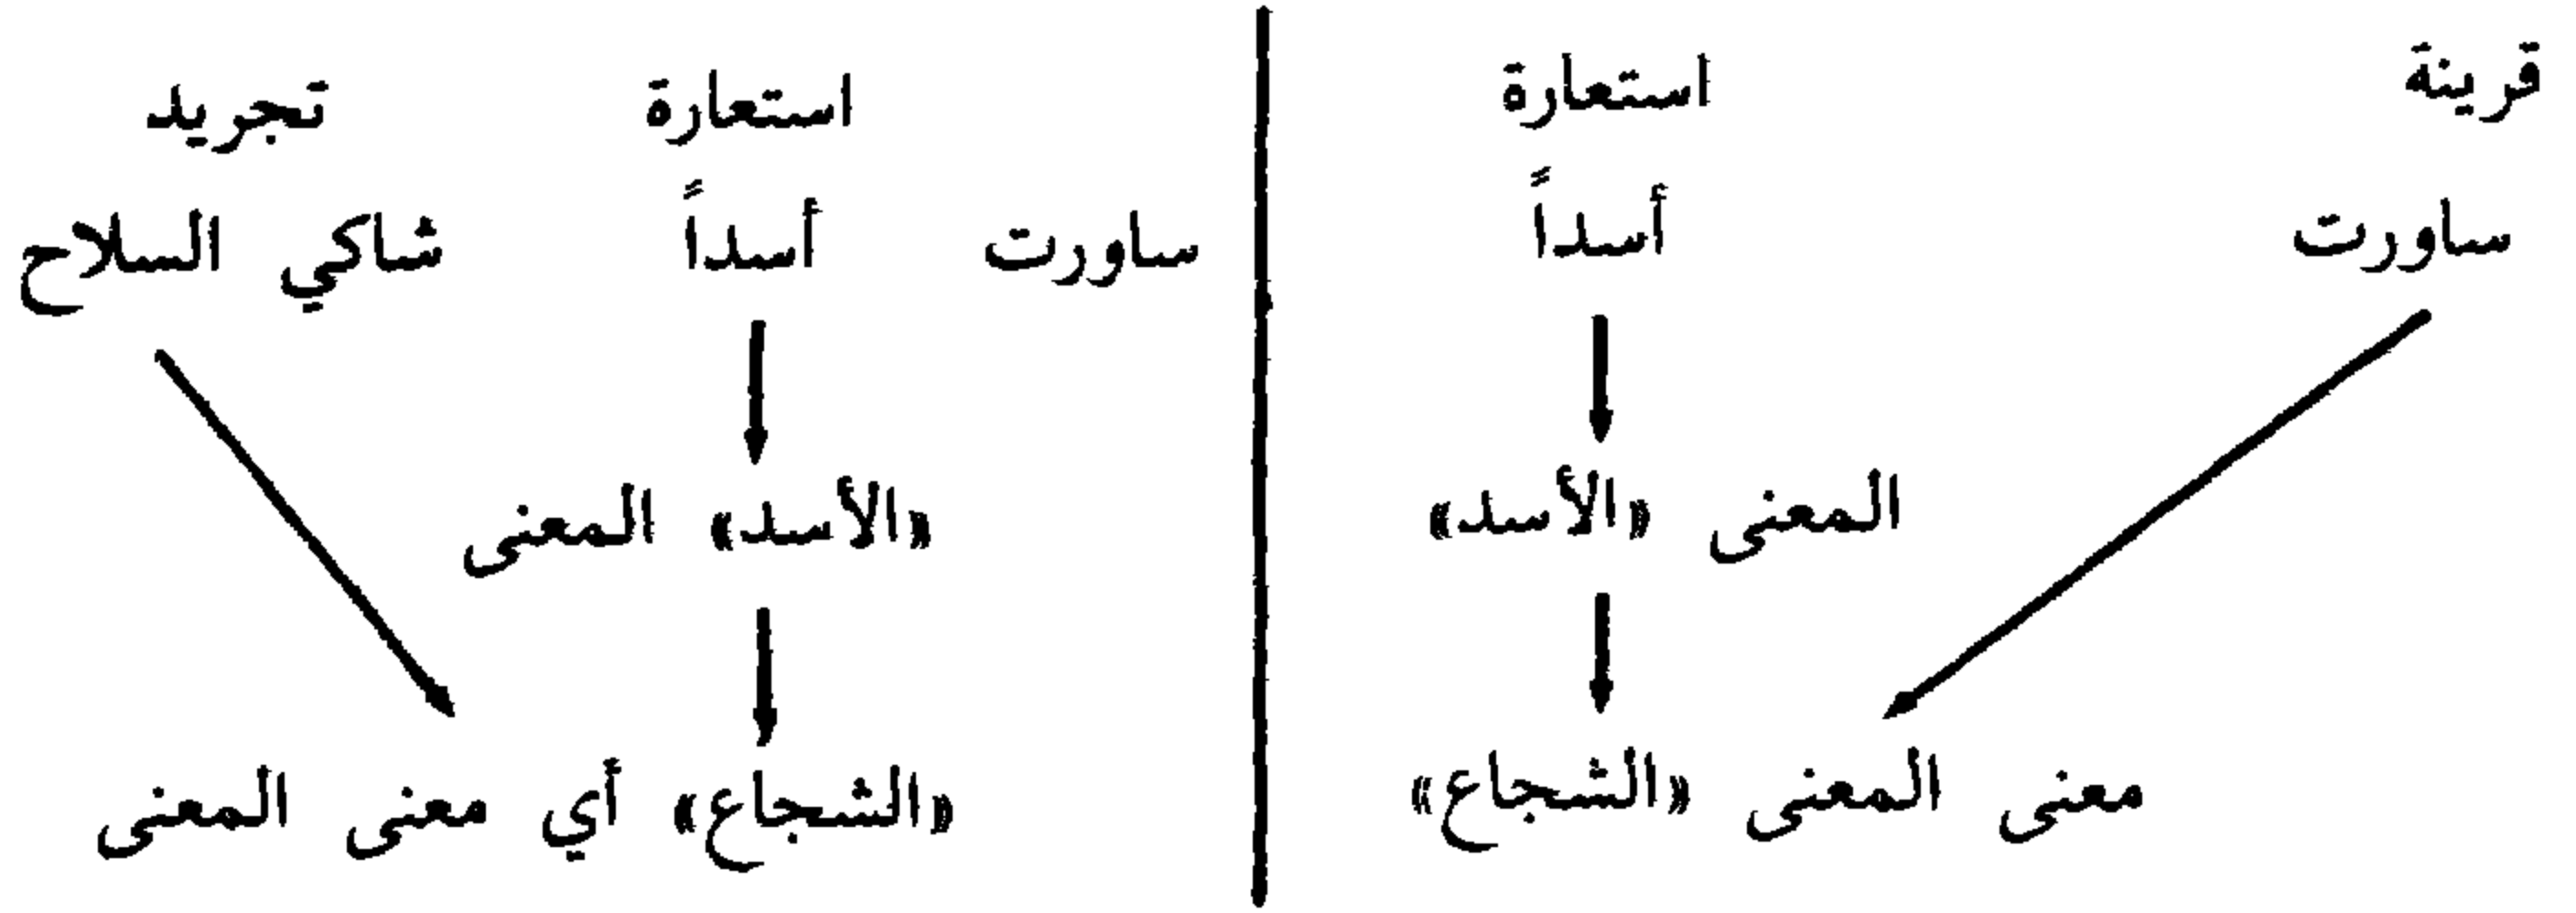 قرينة استعارة
ساورت أسداً
المعنى «الأسد»
معنى المعنى «الشجاع»
استعارة تجريد
ساورت أسداً شاكي السلاح
«الأسد» المعنى
«الشجاع» أي معنى المعنى